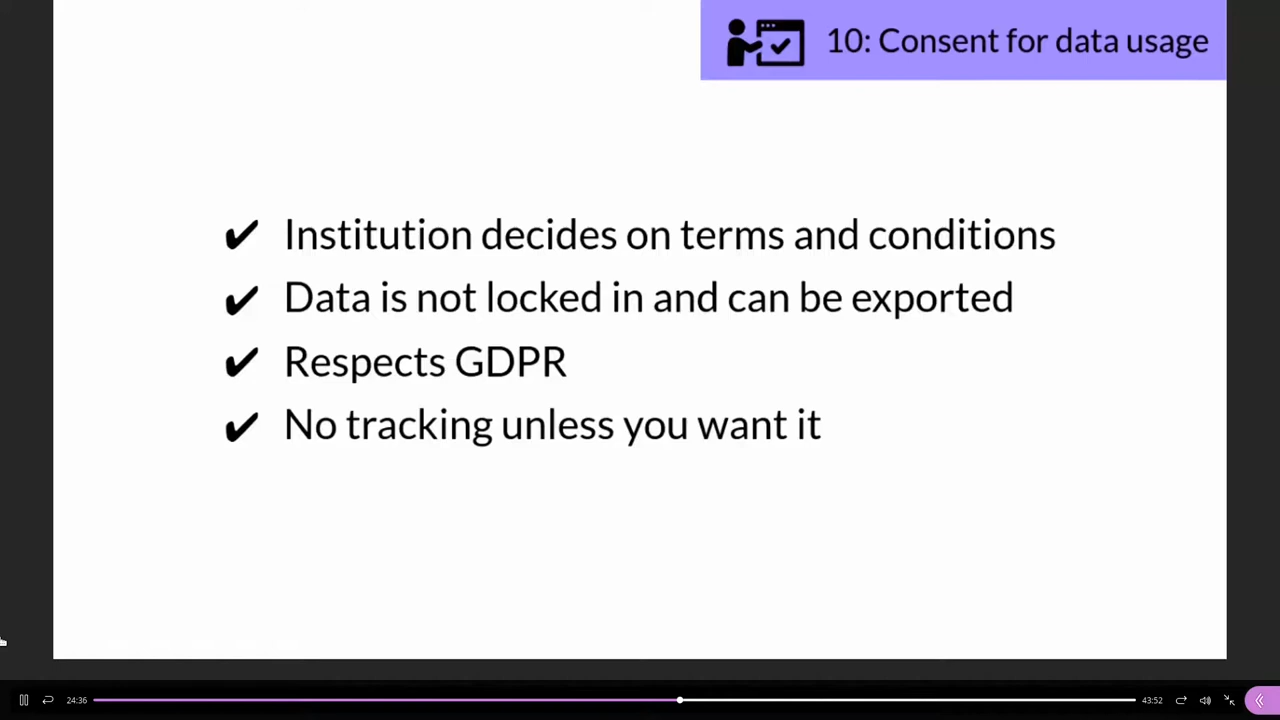 10: Consent for data usage
✔ Institution decides on terms and conditions
✔ Data is not locked in and can be exported
✔ Respects GDPR
✔ No tracking unless you want it
24:36
43:52